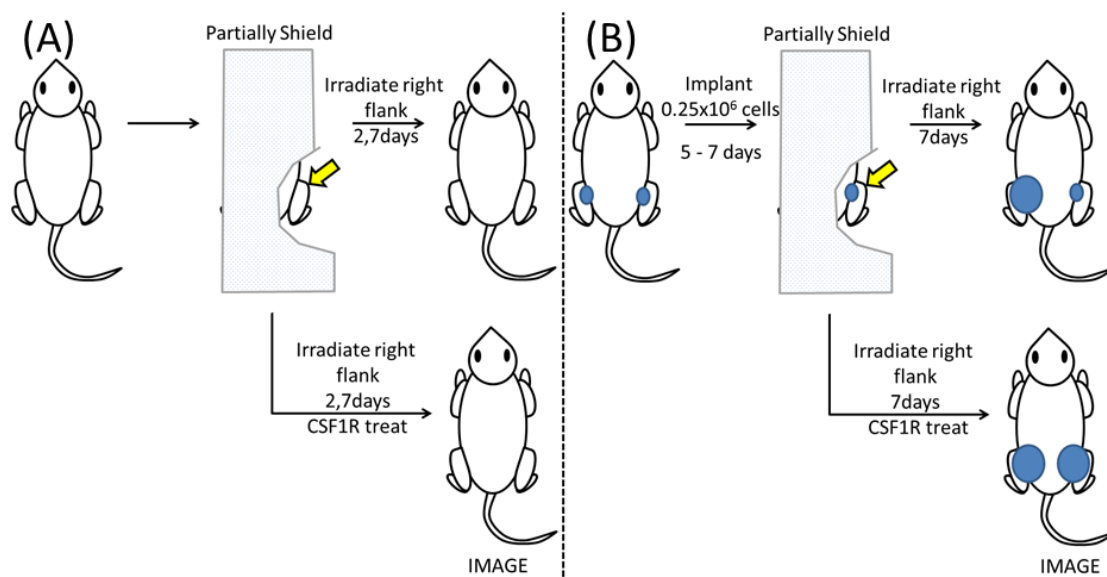 (A)
Partially Shield
Irradiate right
flank
2,7days
Irradiate right
flank
2,7days
CSF1R treat
IMAGE
(B)
Implant
0.25x10⁶ cells
5 - 7 days
Partially Shield
Irradiate right
flank
7days
Irradiate right
flank
7days
CSF1R treat
IMAGE